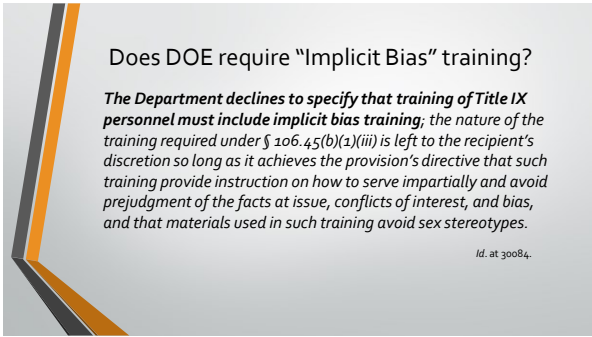 Does DOE require “Implicit Bias” training?
The Department declines to specify that training of Title IX
personnel must include implicit bias training; the nature of the
training required under § 106.45(b)(1)(iii) is left to the recipient’s
discretion so long as it achieves the provision’s directive that such
training provide instruction on how to serve impartially and avoid
prejudgment of the facts at issue, conflicts of interest, and bias,
and that materials used in such training avoid sex stereotypes.
Id. at 30084.